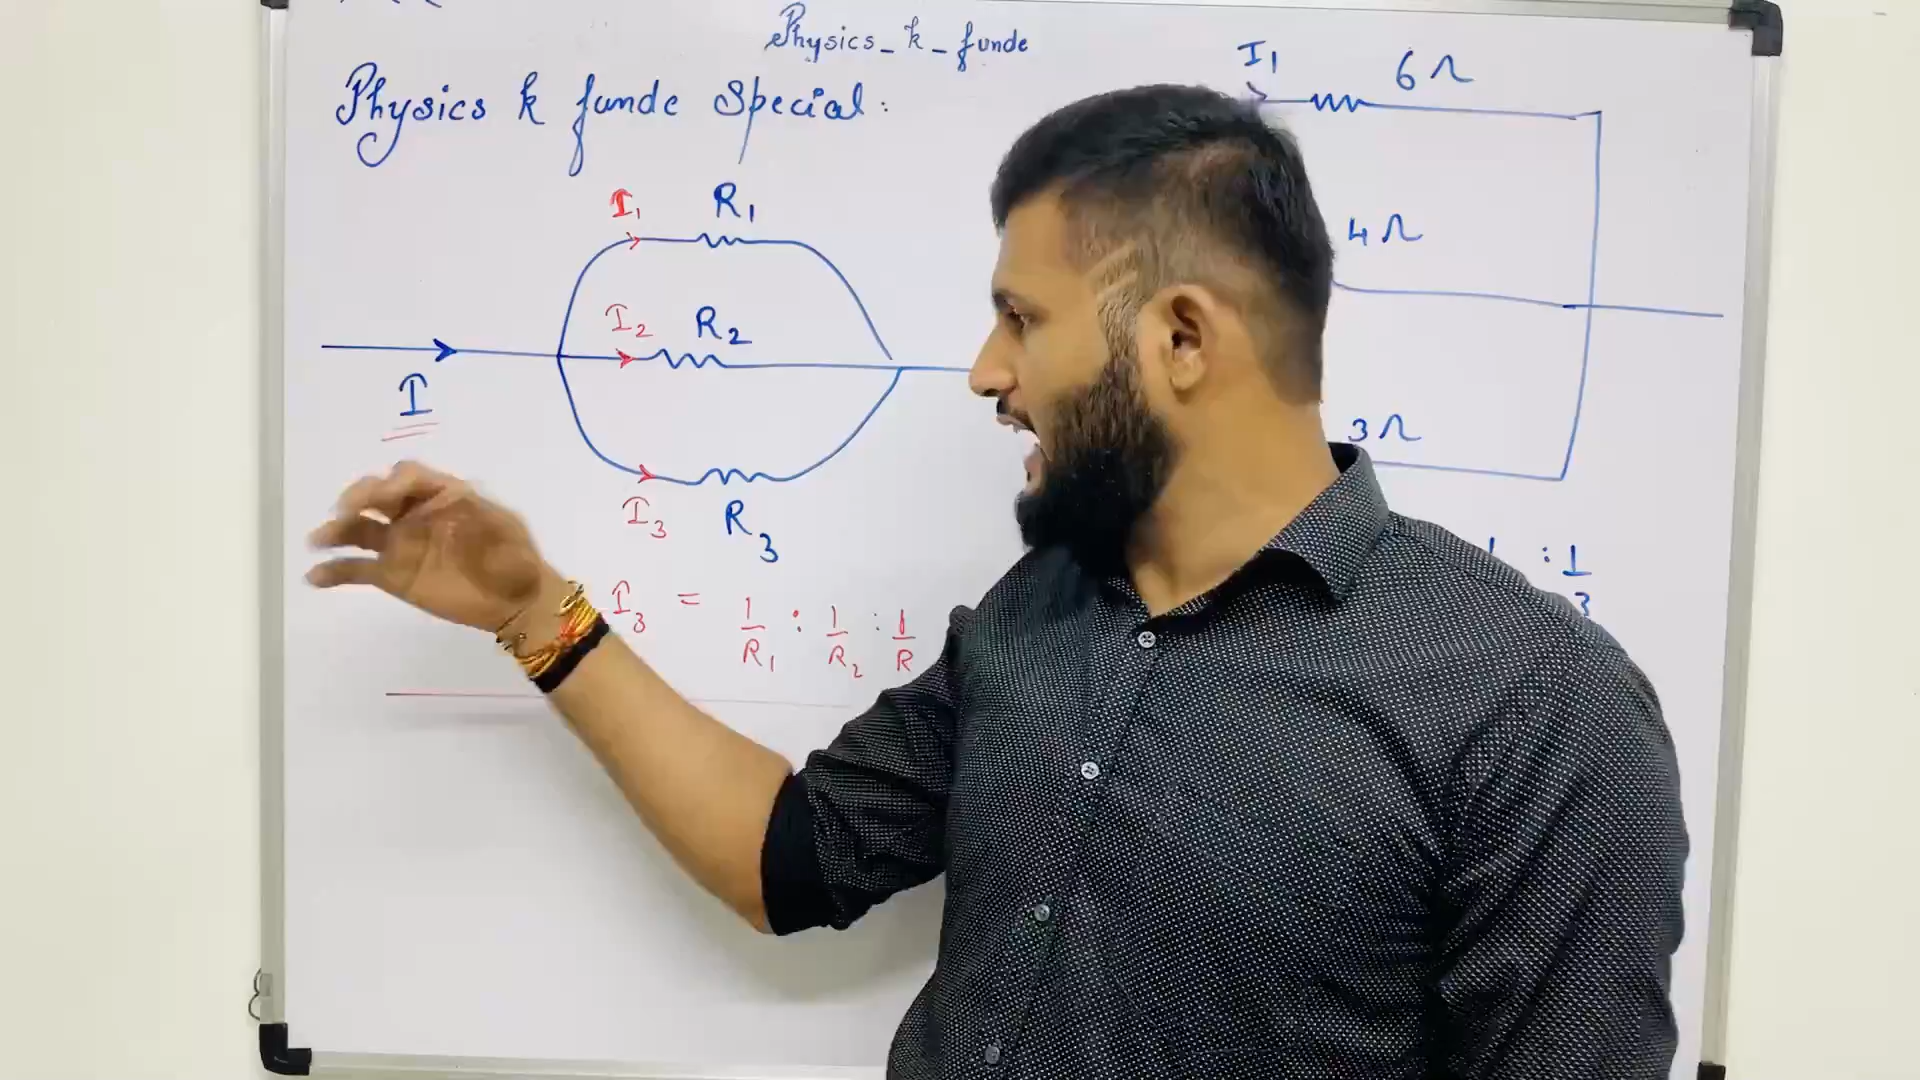 Physics_k_funde
Physics k funde Special:
I1 R1
I2 R2
I
I3 R3
I3 = 1/R1 : 1/R2 : 1/R
I1 6Ω
4Ω
3Ω
: 1/3